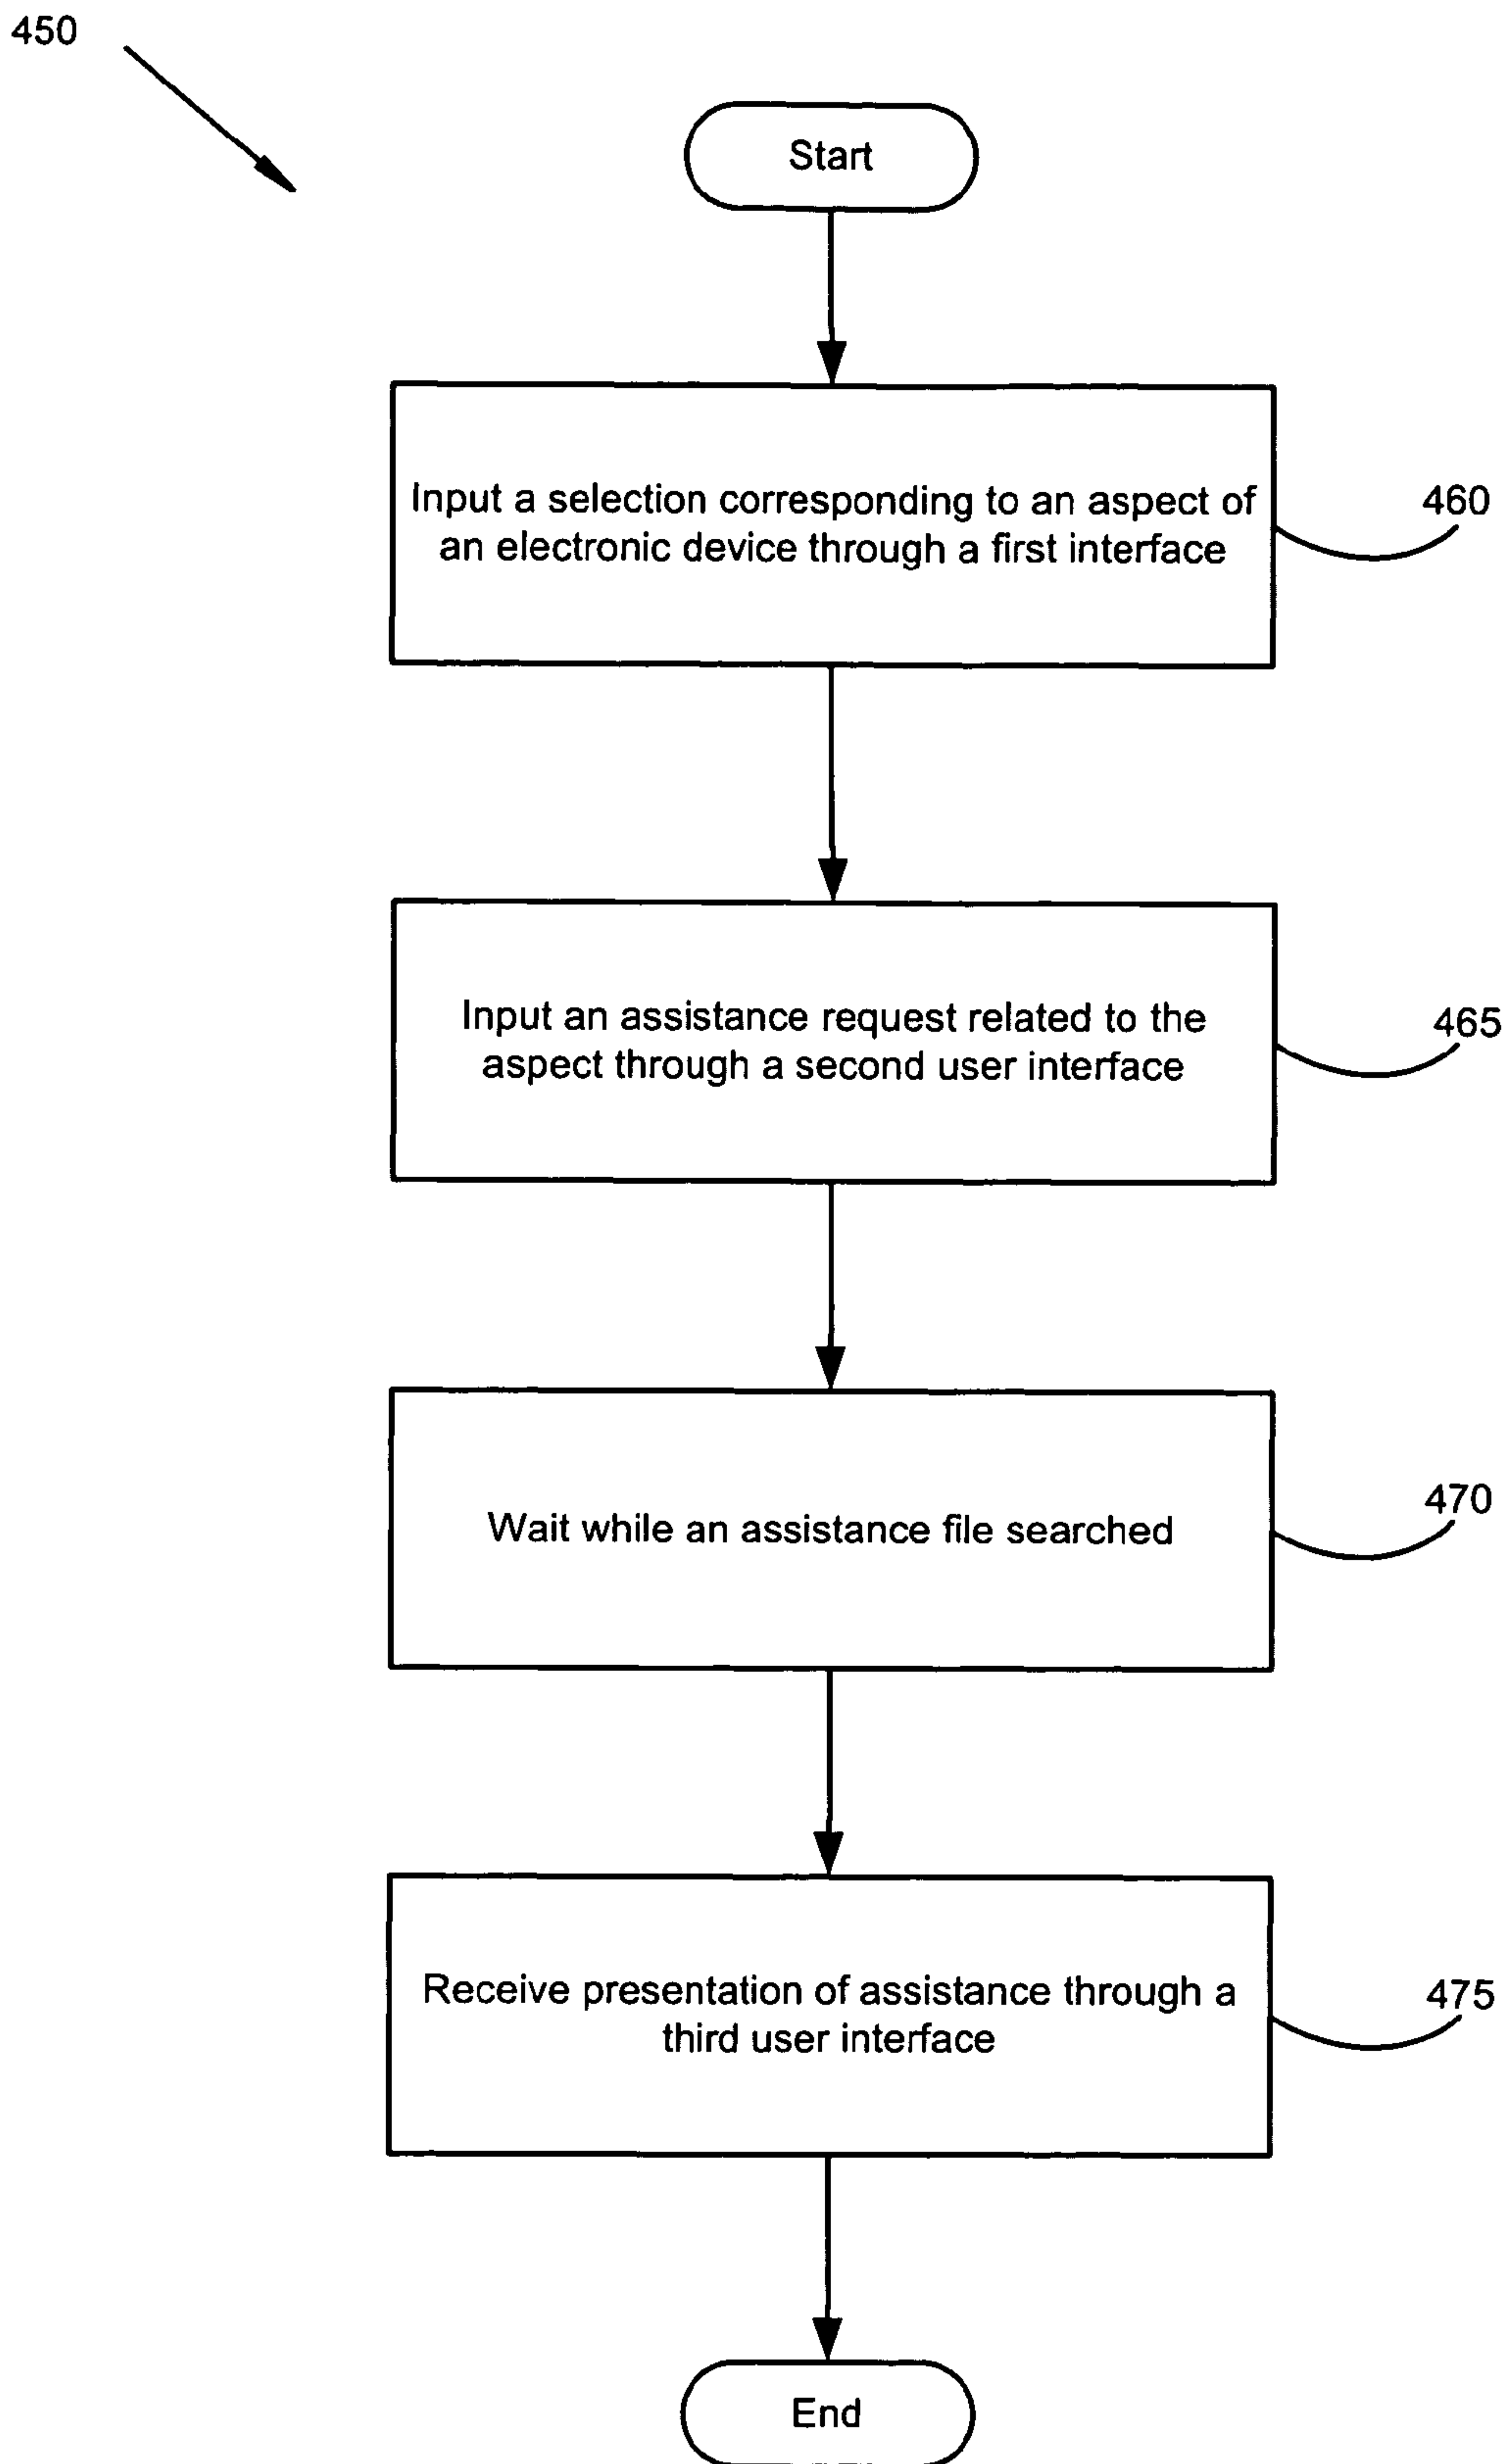 450
Start
Input a selection corresponding to an aspect of
an electronic device through a first interface
460
Input an assistance request related to the
aspect through a second user interface
465
Wait while an assistance file searched
470
Receive presentation of assistance through a
third user interface
475
End